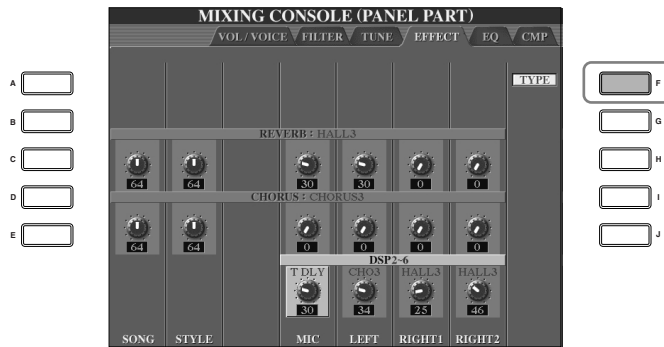 MIXING CONSOLE (PANEL PART)
VOL / VOICE FILTER TUNE EFFECT EQ CMP
A TYPE F
B G
REVERB : HALL3
C H
64 64 30 30 0 0
D CHORUS : CHORUS3 I
E J
64 64 0 0 0 0
DSP2~6
T DLY CHO3 HALL3 HALL3
30 34 25 46
SONG STYLE MIC LEFT RIGHT1 RIGHT2